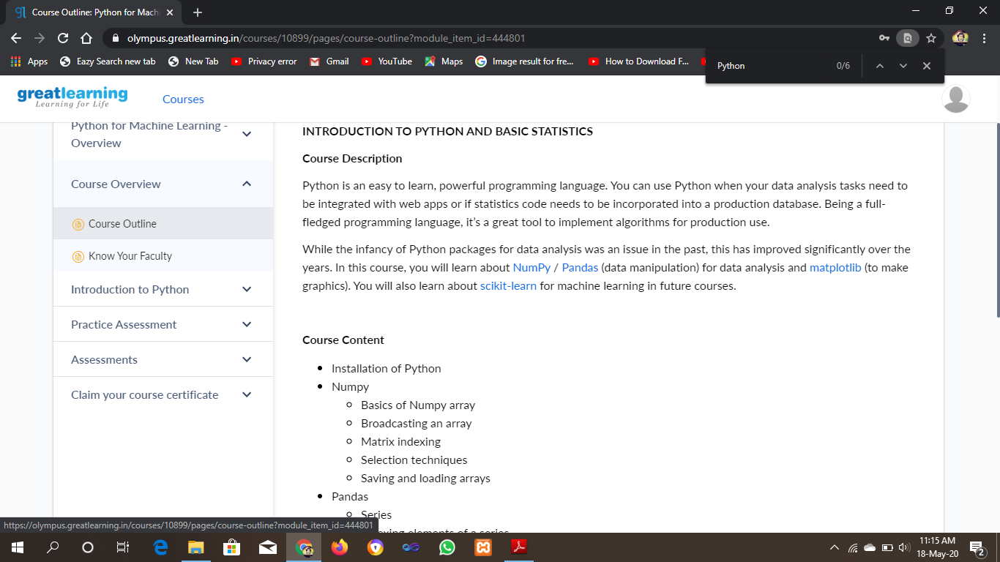 Course Outline: Python for Machi
olympus.greatlearning.in/courses/10899/pages/course-outline?module_item_id=444801
Apps Eazy Search new tab New Tab Privacy error Gmail YouTube Maps Image result for fre... How to Download F...
Python 0/6
greatlearning
Learning for Life
Courses
Python for Machine Learning -
Overview
Course Overview
Course Outline
Know Your Faculty
Introduction to Python
Practice Assessment
Assessments
Claim your course certificate
INTRODUCTION TO PYTHON AND BASIC STATISTICS
Course Description
Python is an easy to learn, powerful programming language. You can use Python when your data analysis tasks need to
be integrated with web apps or if statistics code needs to be incorporated into a production database. Being a full-
fledged programming language, it’s a great tool to implement algorithms for production use.
While the infancy of Python packages for data analysis was an issue in the past, this has improved significantly over the
years. In this course, you will learn about NumPy / Pandas (data manipulation) for data analysis and matplotlib (to make
graphics). You will also learn about scikit-learn for machine learning in future courses.
Course Content
Installation of Python
Numpy
Basics of Numpy array
Broadcasting an array
Matrix indexing
Selection techniques
Saving and loading arrays
Pandas
Series
elements of a series
https://olympus.greatlearning.in/courses/10899/pages/course-outline?module_item_id=444801
11:15 AM
18-May-20
2